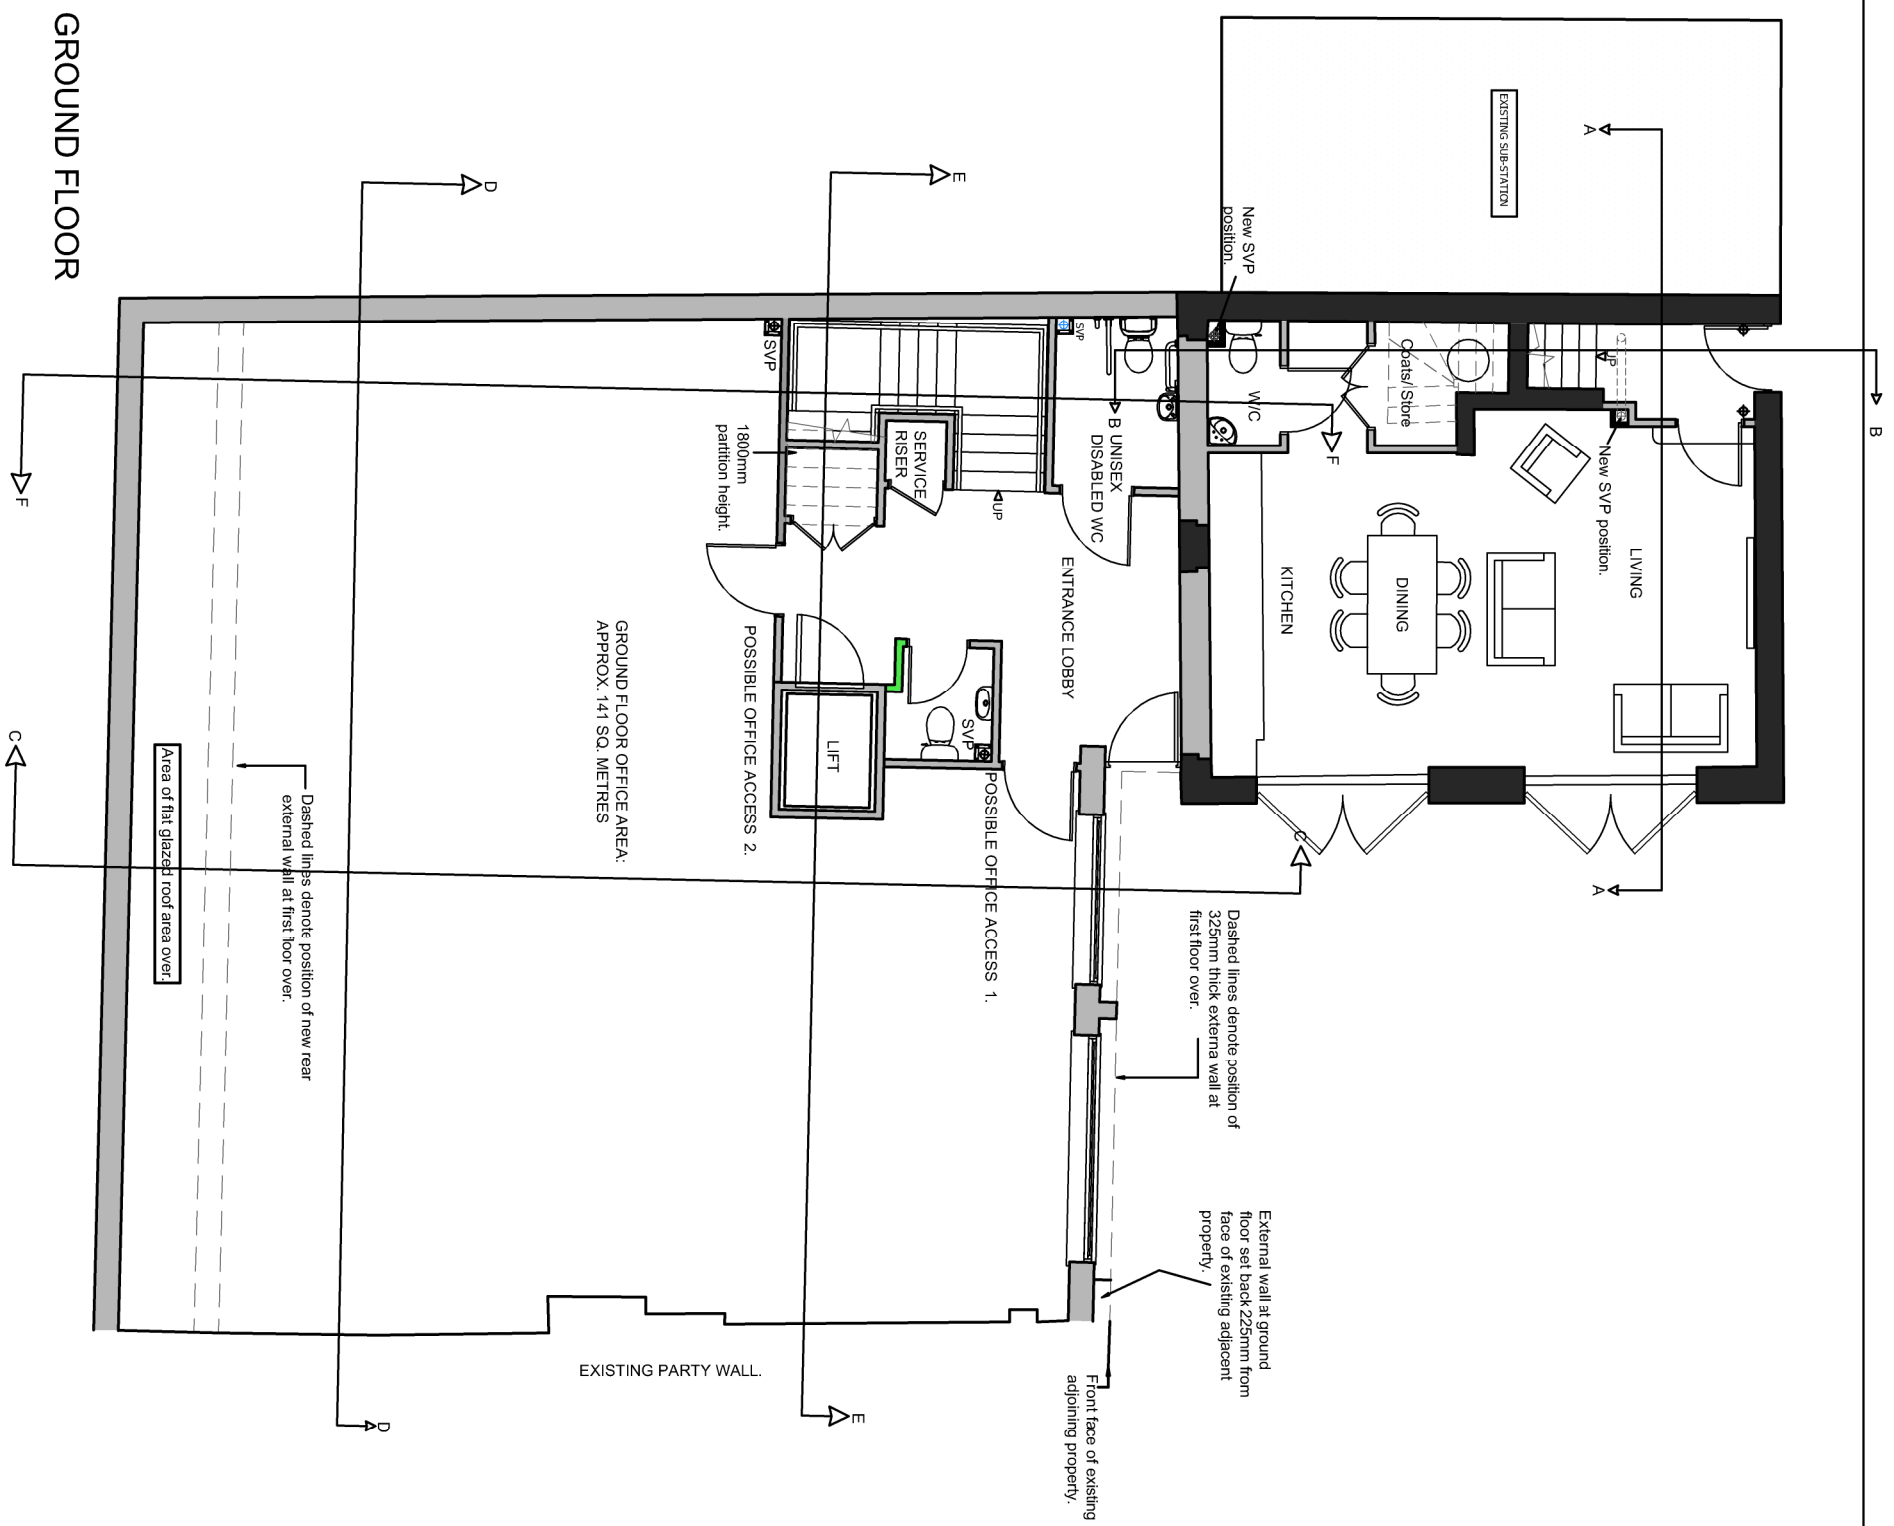 GROUND FLOOR
EXISTING SUB-STATION
A
A
B
B
C
C
D
D
E
E
F
F
New SVP
position.
W/C
Coats/Store
UP
New SVP position.
LIVING
DINING
KITCHEN
SVP
UNISEX
DISABLED WC
ENTRANCE LOBBY
UP
SERVICE
RISER
SVP
1800mm
partition height.
SVP
LIFT
POSSIBLE OFFICE ACCESS 1.
POSSIBLE OFFICE ACCESS 2.
GROUND FLOOR OFFICE AREA:
APPROX. 141 SQ. METRES
Dashed lines denote position of
325mm thick externa wall at
first floor over.
External wall at ground
floor set back 225mm from
face of existing adjacent
property.
Front face of existing
adjoining property.
Dashed lines denote position of new rear
external wall at first floor over.
Area of flat glazed roof area over.
EXISTING PARTY WALL.